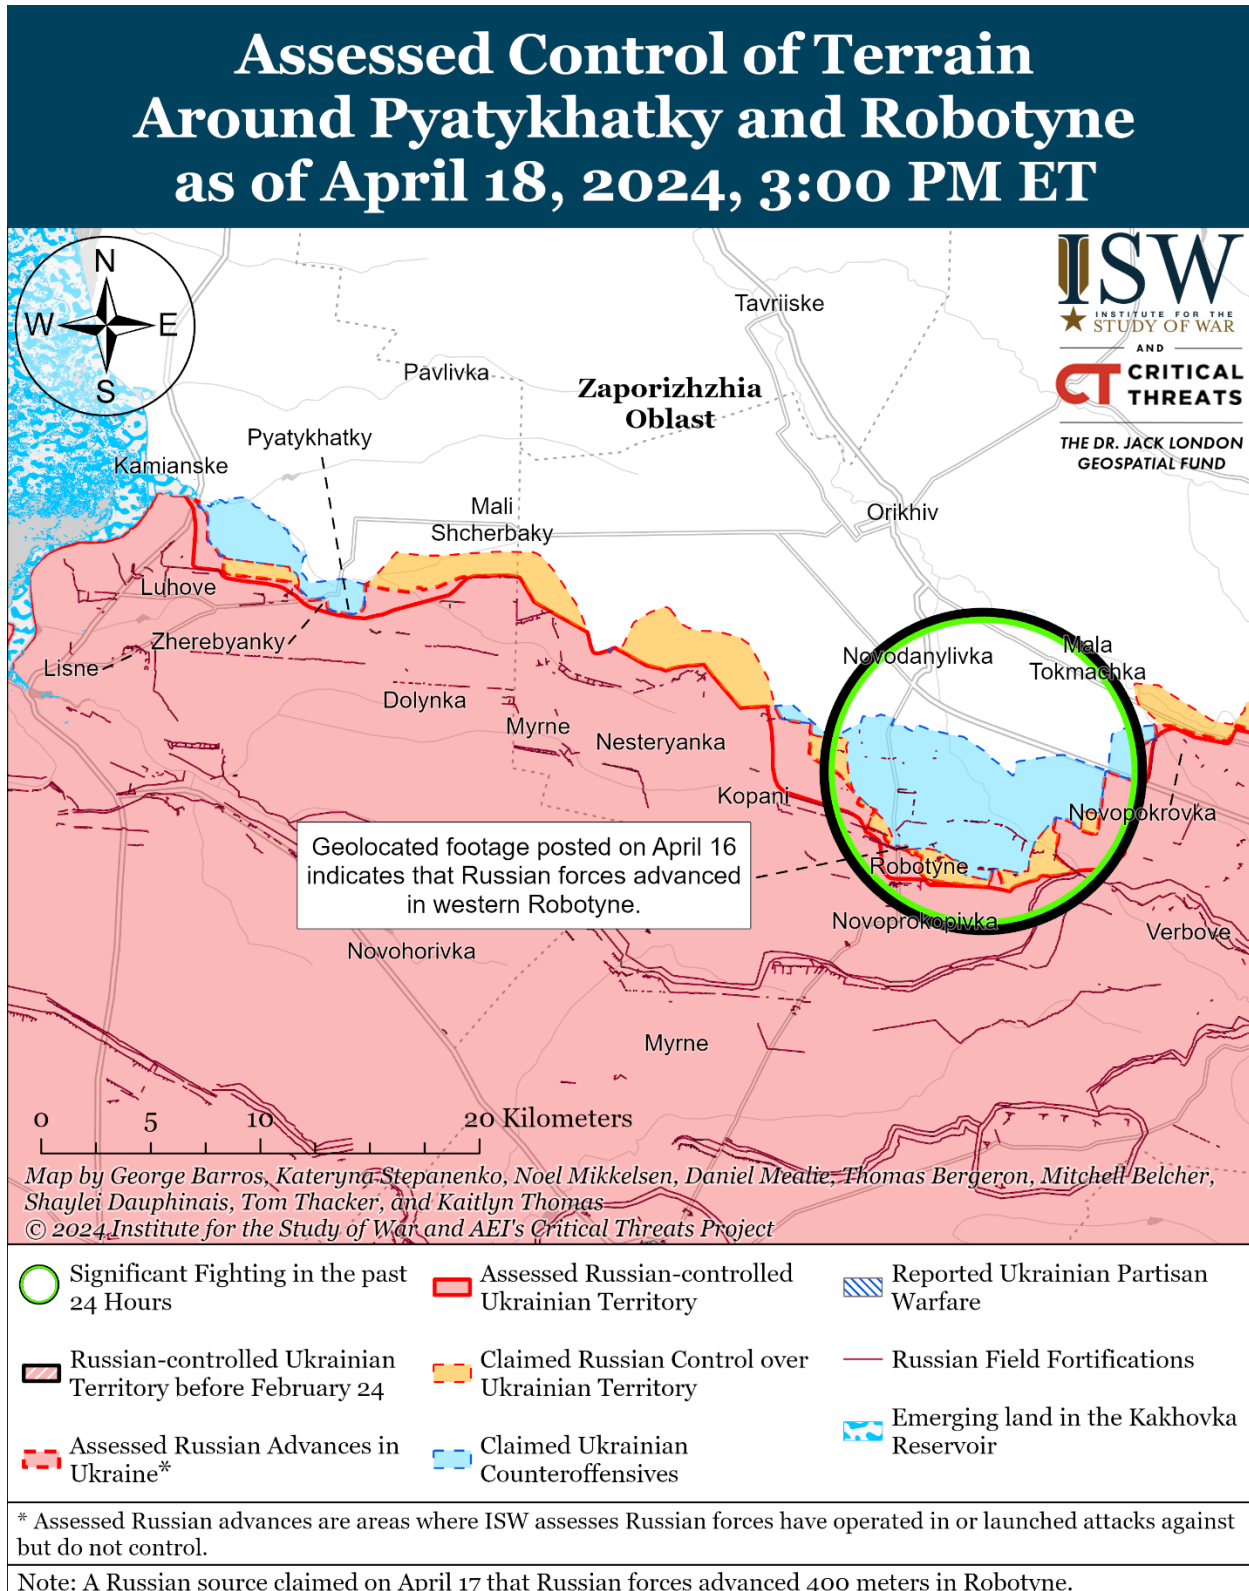 Assessed Control of Terrain
Around Pyatykhatky and Robotyne
as of April 18, 2024, 3:00 PM ET
N
W
E
S
ISW
INSTITUTE FOR THE
STUDY OF WAR
AND
CT CRITICAL
THREATS
THE DR. JACK LONDON
GEOSPATIAL FUND
Tavriiske
Pavlivka
Zaporizhzhia
Oblast
Pyatykhatky
Kamianske
Mali
Shcherbaky
Orikhiv
Luhove
Zherebyanky
Lisne
Novodanylivka
Mala
Tokmachka
Dolynka
Myrne
Nesteryanka
Kopani
Novopokrovka
Geolocated footage posted on April 16
indicates that Russian forces advanced
in western Robotyne.
Robotyne
Novoprokopivka
Verbove
Novohorivka
Myrne
0 5 10 20 Kilometers
Map by George Barros, Kateryna Stepanenko, Noel Mikkelsen, Daniel Mealie, Thomas Bergeron, Mitchell Belcher,
Shaylei Dauphinais, Tom Thacker, and Kaitlyn Thomas
© 2024 Institute for the Study of War and AEI's Critical Threats Project
Significant Fighting in the past
24 Hours
Russian-controlled Ukrainian
Territory before February 24
Assessed Russian Advances in
Ukraine*
Assessed Russian-controlled
Ukrainian Territory
Claimed Russian Control over
Ukrainian Territory
Claimed Ukrainian
Counteroffensives
Reported Ukrainian Partisan
Warfare
Russian Field Fortifications
Emerging land in the Kakhovka
Reservoir
* Assessed Russian advances are areas where ISW assesses Russian forces have operated in or launched attacks against
but do not control.
Note: A Russian source claimed on April 17 that Russian forces advanced 400 meters in Robotyne.